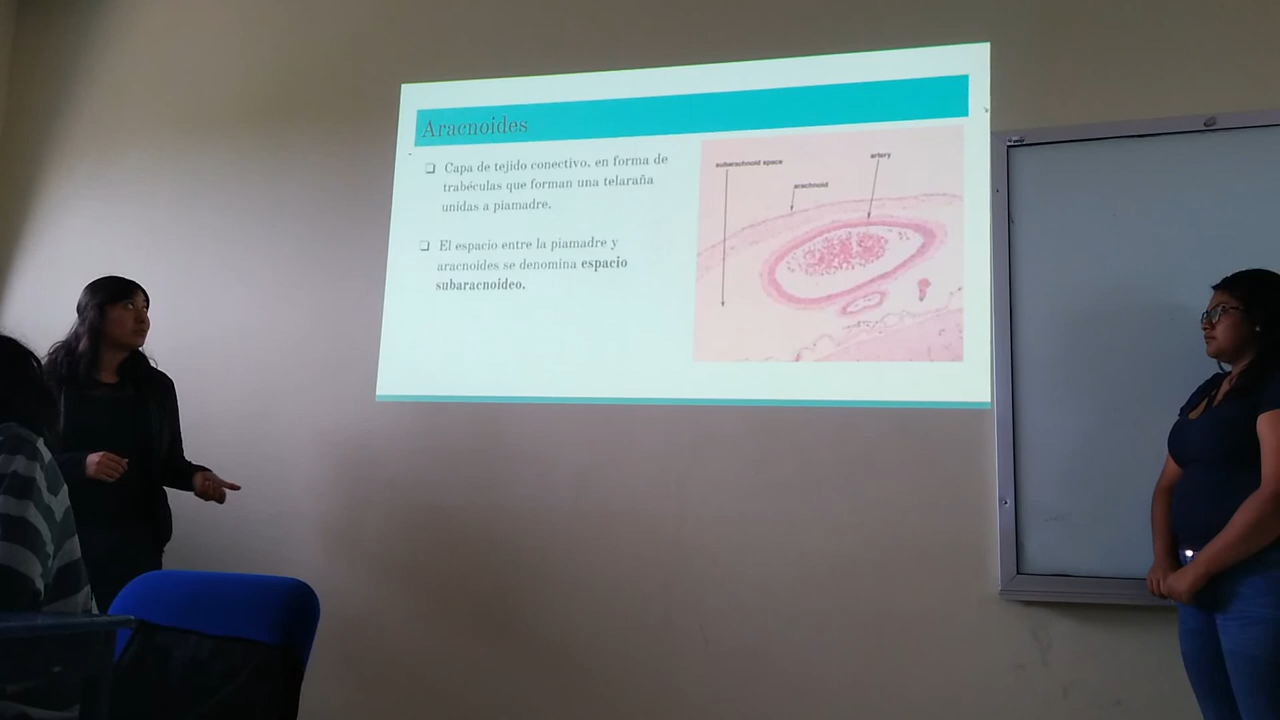 Aracnoides
Capa de tejido conectivo, en forma de
trabéculas que forman una telaraña
unidas a piamadre.
El espacio entre la piamadre y
aracnoides se denomina espacio
subaracnoideo.
subarachnoid space
arachnoid
artery